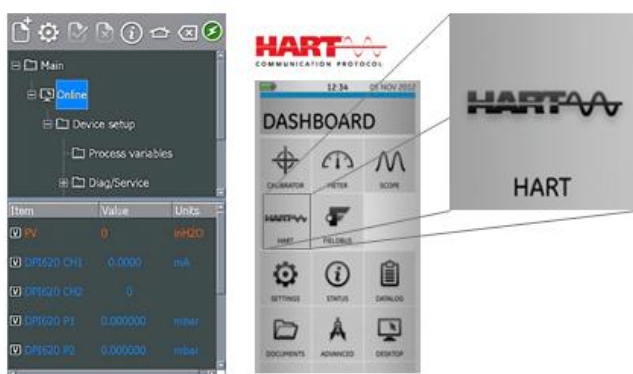 Main
Online
Device setup
Process variables
Diag/Service
Item Value Units
PV 0 inH2O
DPI620 CH1 0.0000 mA
DPI620 CH2 0
DPI620 P1 0.000000 mbar
DPI620 P2 0.000000 mbar
HART
COMMUNICATION PROTOCOL
12:34 05 NOV 2012
DASHBOARD
CALIBRATOR METER SCOPE
HART
HART FIELDBUS
SETTINGS STATUS DATALOG
DOCUMENTS ADVANCED DESKTOP
HART
HART